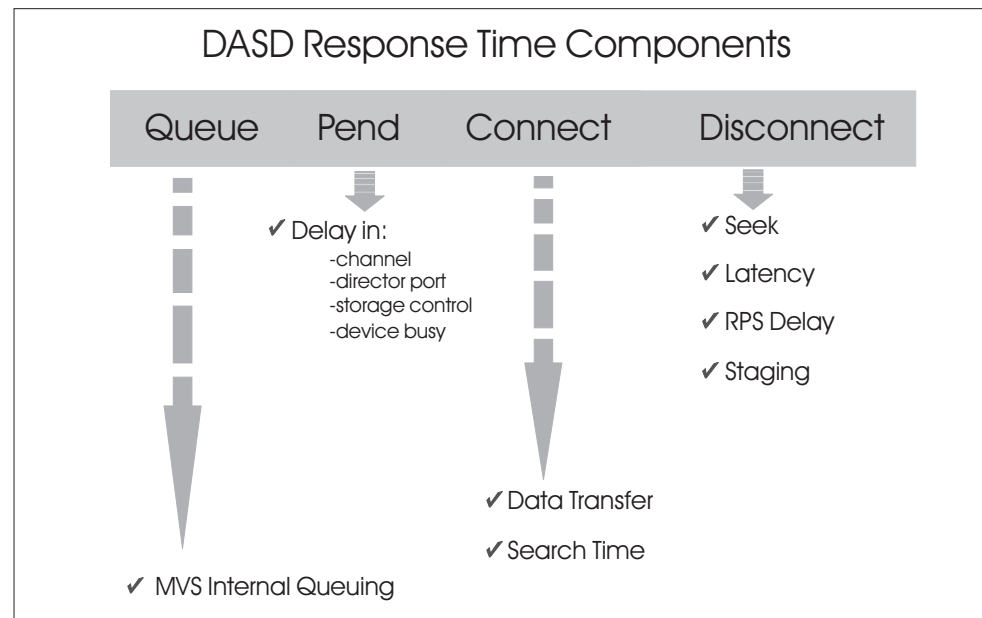 DASD Response Time Components
Queue Pend Connect Disconnect
✓ Delay in:
-channel
-director port
-storage control
-device busy
✓ Seek
✓ Latency
✓ RPS Delay
✓ Staging
✓ Data Transfer
✓ Search Time
✓ MVS Internal Queuing